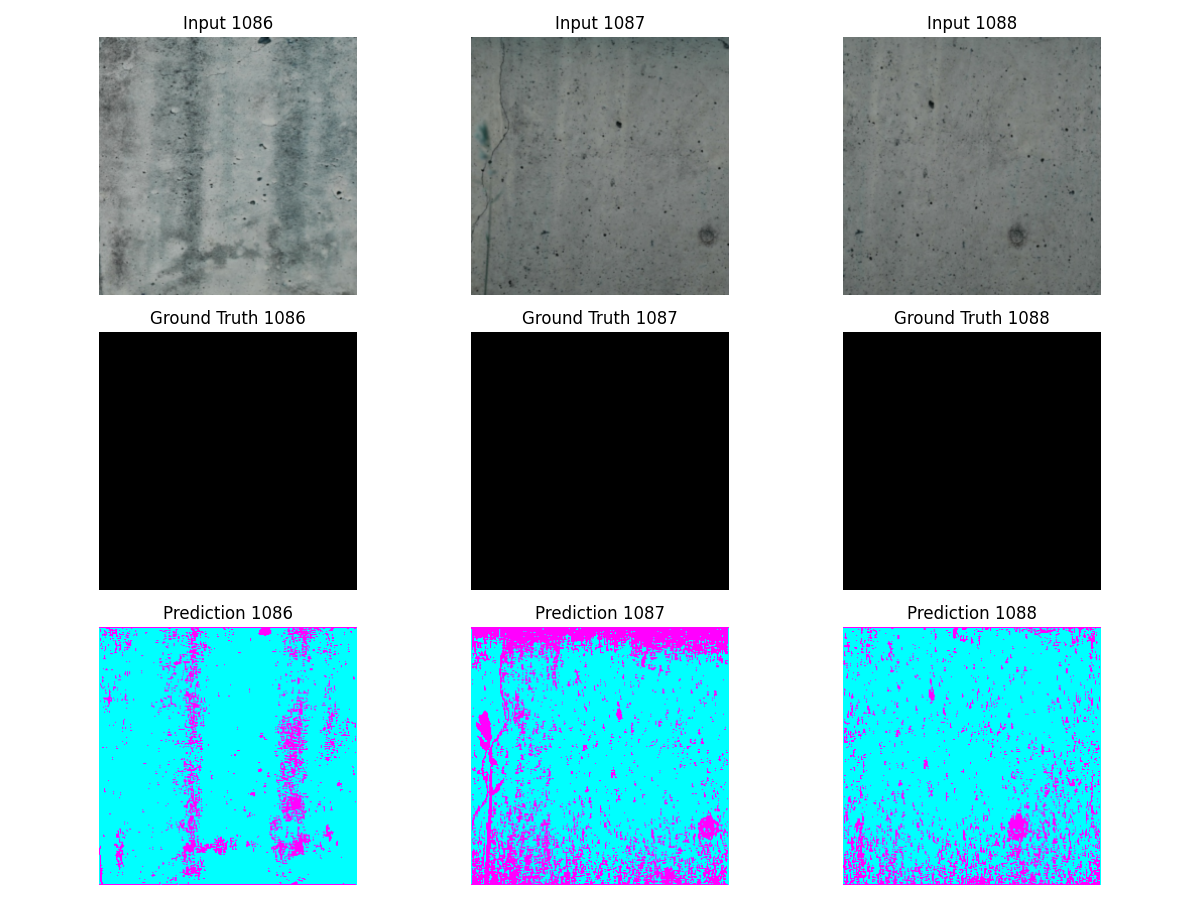 Input 1086
Input 1087
Input 1088
Ground Truth 1086
Ground Truth 1087
Ground Truth 1088
Prediction 1086
Prediction 1087
Prediction 1088